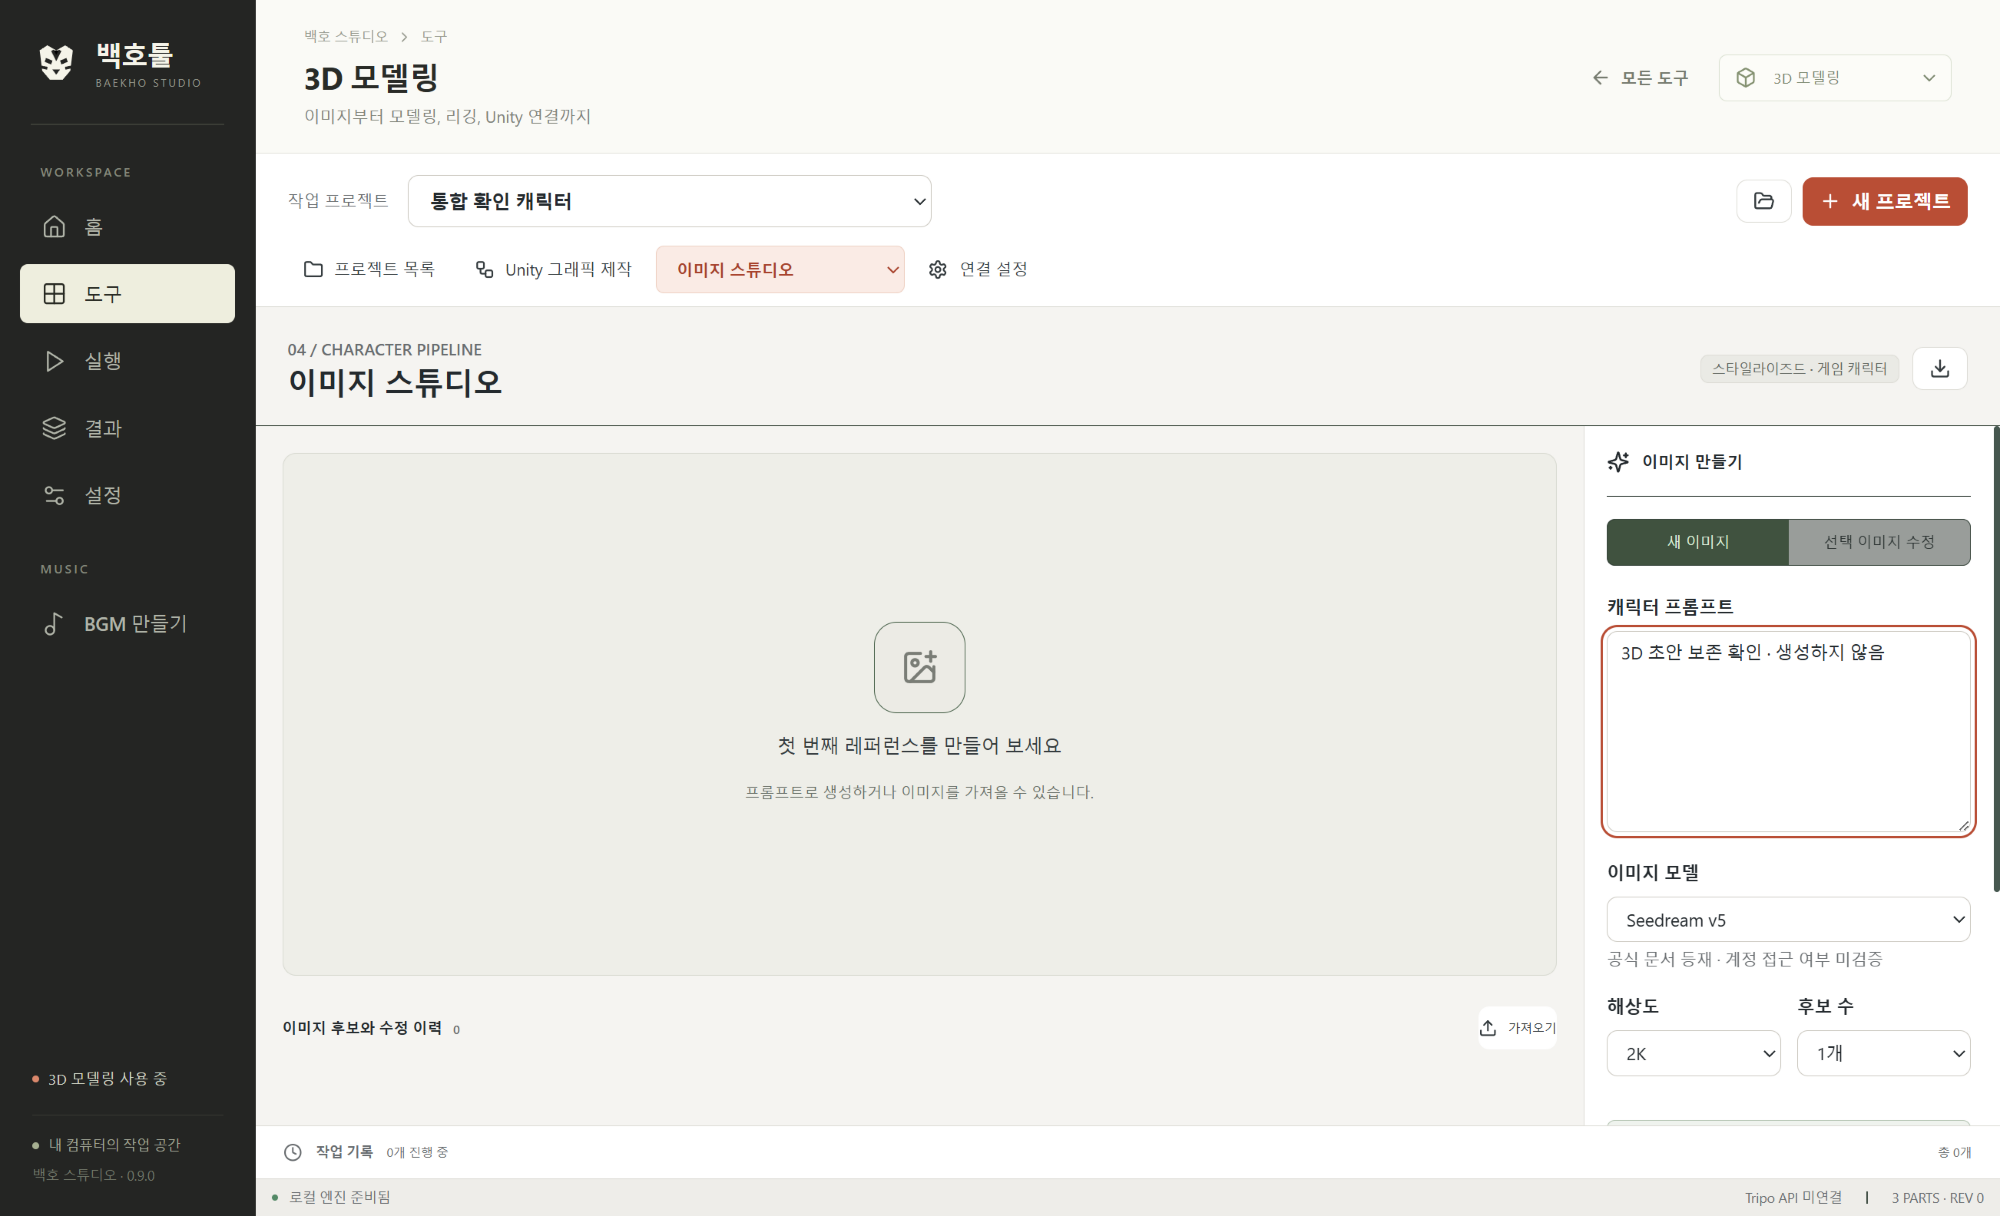 백호툴
BAEKHO STUDIO
WORKSPACE
홈
도구
실행
결과
설정
MUSIC
BGM 만들기
3D 모델링 사용 중
내 컴퓨터의 작업 공간
백호 스튜디오 · 0.9.0
백호 스튜디오 > 도구
3D 모델링
이미지부터 모델링, 리깅, Unity 연결까지
모든 도구
3D 모델링
작업 프로젝트
통합 확인 캐릭터
새 프로젝트
프로젝트 목록
Unity 그래픽 제작
이미지 스튜디오
연결 설정
04 / CHARACTER PIPELINE
이미지 스튜디오
스타일라이즈드 · 게임 캐릭터
첫 번째 레퍼런스를 만들어 보세요
프롬프트로 생성하거나 이미지를 가져올 수 있습니다.
이미지 후보와 수정 이력 0
가져오기
이미지 만들기
새 이미지
선택 이미지 수정
캐릭터 프롬프트
3D 초안 보존 확인 · 생성하지 않음
이미지 모델
Seedream v5
공식 문서 등재 · 계정 접근 여부 미검증
해상도
후보 수
2K
1개
작업 기록 0개 진행 중
총 0개
로컬 엔진 준비됨
Tripo API 미연결 | 3 PARTS · REV 0